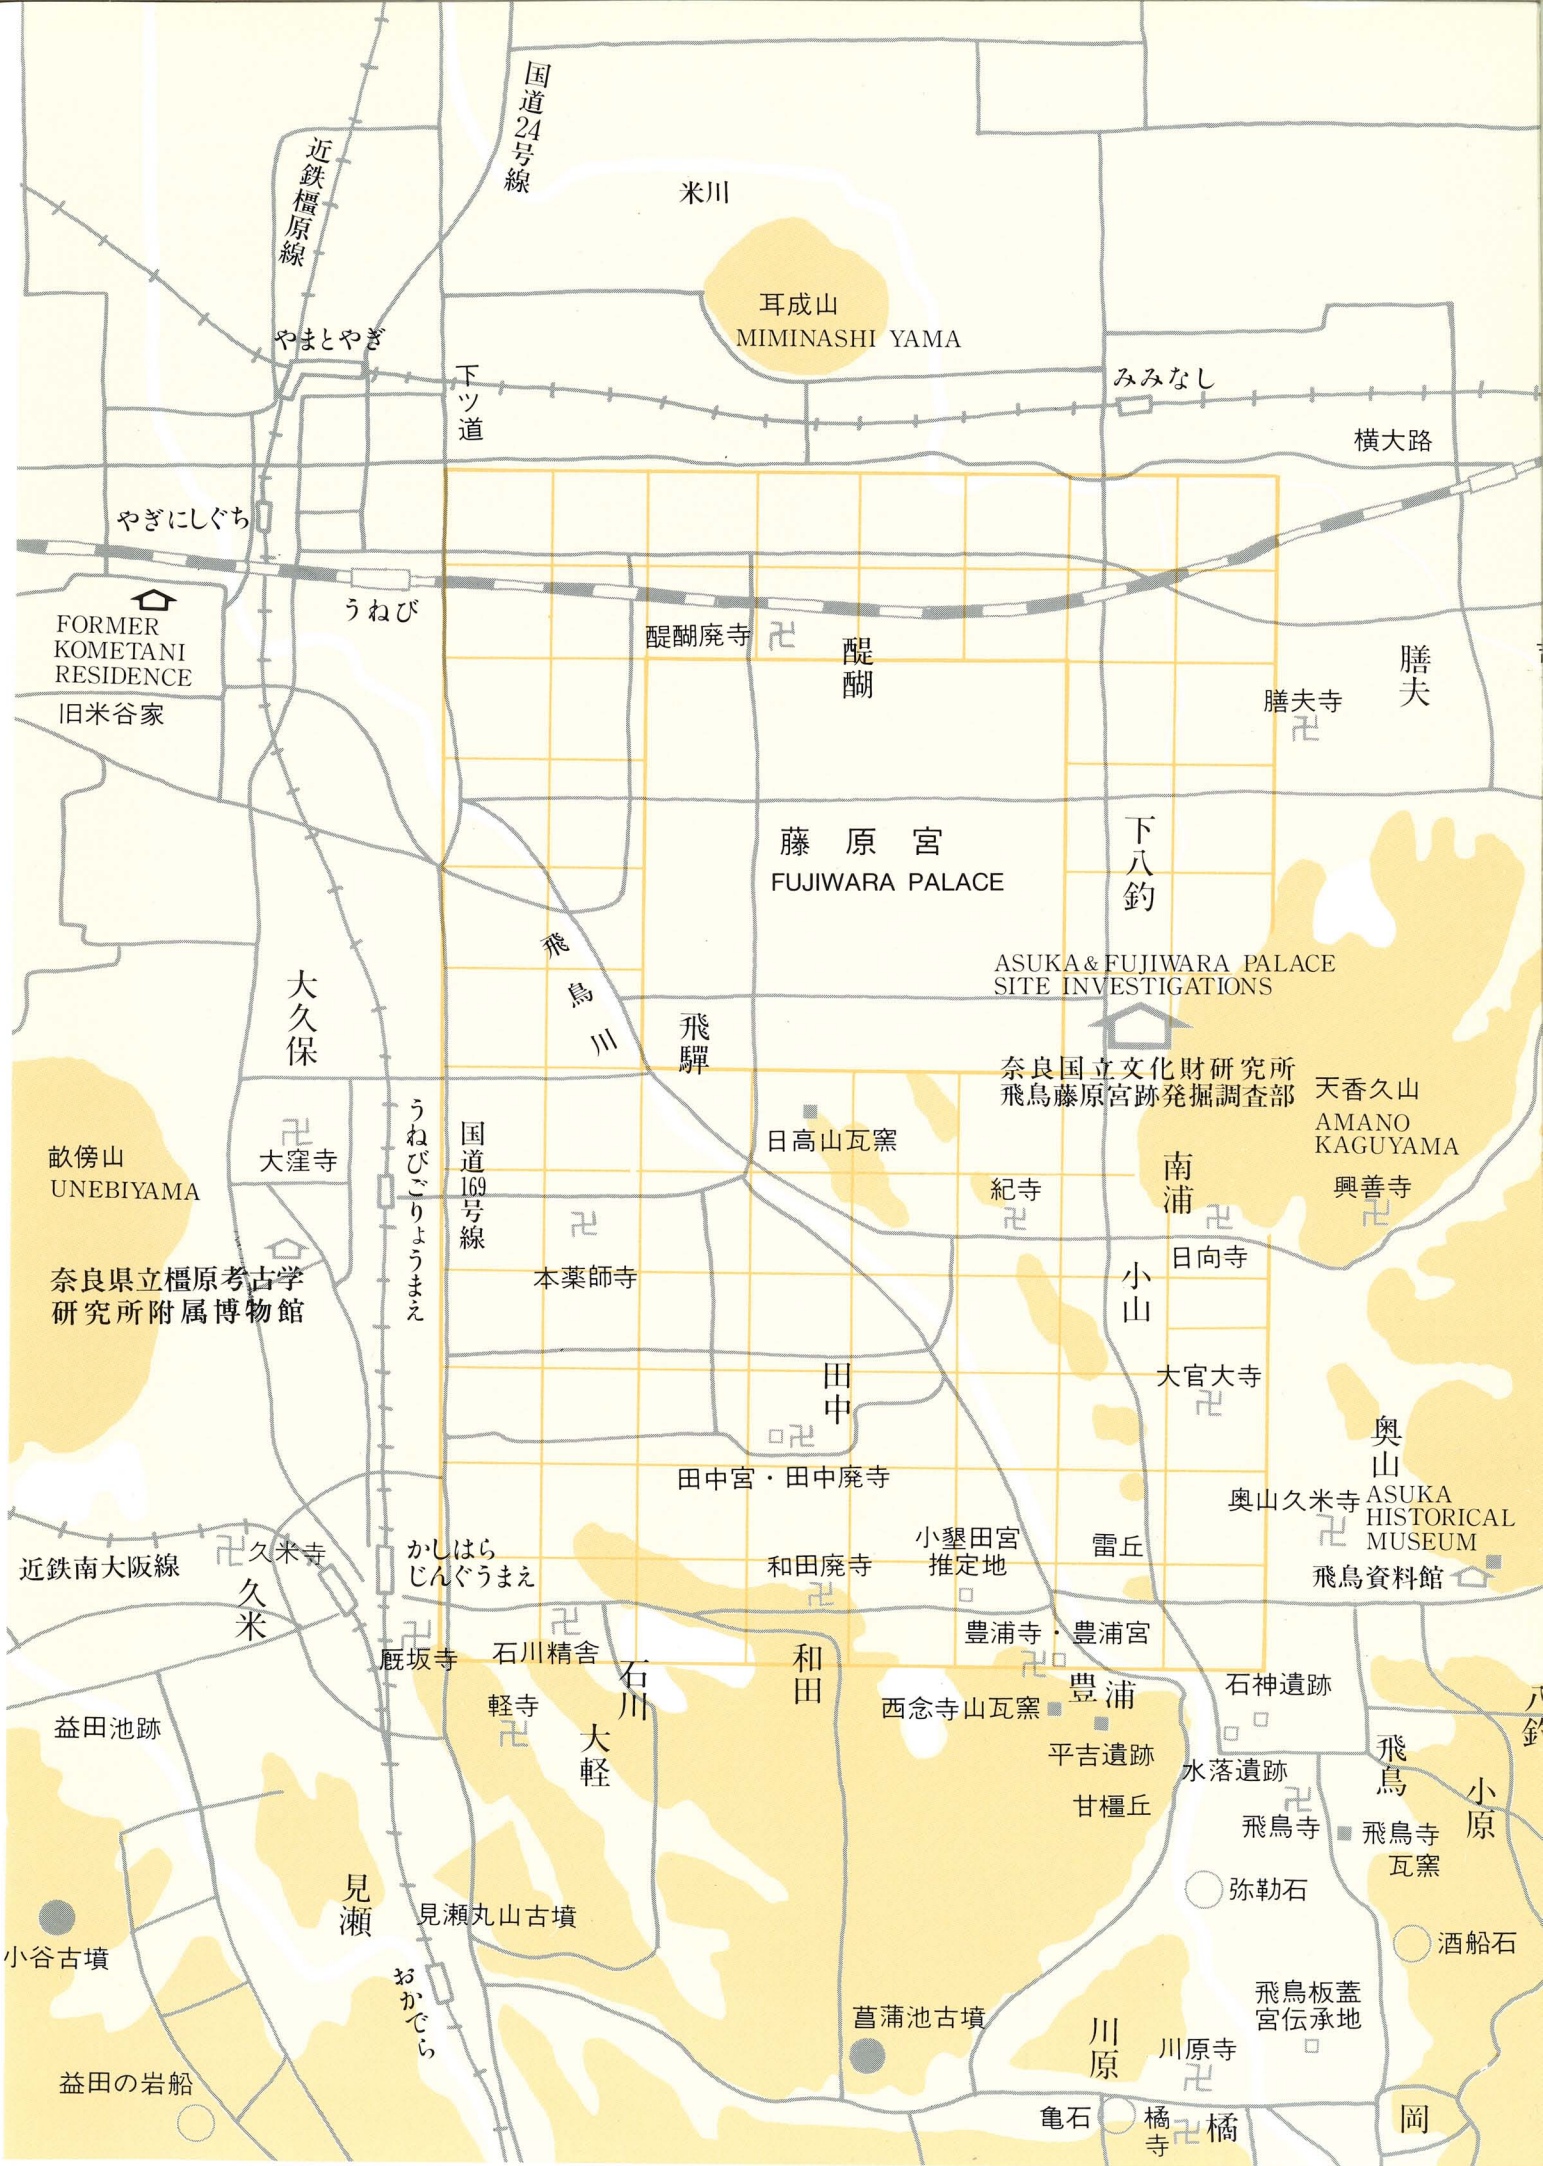 国道24号線
近鉄橿原線
米川
耳成山
MIMINASHI YAMA
やまとやぎ
下ツ道
みみなし
横大路
やぎにしぐち
うねび
FORMER
KOMETANI
RESIDENCE
旧米谷家
醍醐廃寺
醍醐
膳夫
膳夫寺
藤原宮
FUJIWARA PALACE
下八釣
飛鳥川
ASUKA & FUJIWARA PALACE
SITE INVESTIGATIONS
大久保
飛驒
奈良国立文化財研究所
飛鳥藤原宮跡発掘調査部
天香久山
AMANO
KAGUYAMA
日高山瓦窯
畝傍山
UNEBIYAMA
大窪寺
うねびごりょうまえ
国道169号線
紀寺
南浦
興善寺
日向寺
奈良県立橿原考古学
研究所附属博物館
本薬師寺
小山
田中
大官大寺
田中宮・田中廃寺
奥山
奥山久米寺
ASUKA
HISTORICAL
MUSEUM
飛鳥資料館
近鉄南大阪線
久米寺
久米
かしはら
じんぐうまえ
和田廃寺
小墾田宮
推定地
雷丘
厩坂寺
石川精舎
石川
和田
豊浦寺・豊浦宮
豊浦
軽寺
大軽
西念寺山瓦窯
石神遺跡
八釣
益田池跡
平吉遺跡
水落遺跡
飛鳥
小原
甘橿丘
飛鳥寺
飛鳥寺
瓦窯
見瀬
見瀬丸山古墳
弥勒石
小谷古墳
酒船石
おかでら
菖蒲池古墳
飛鳥板蓋
宮伝承地
川原
川原寺
益田の岩船
亀石
橘寺
橘
岡